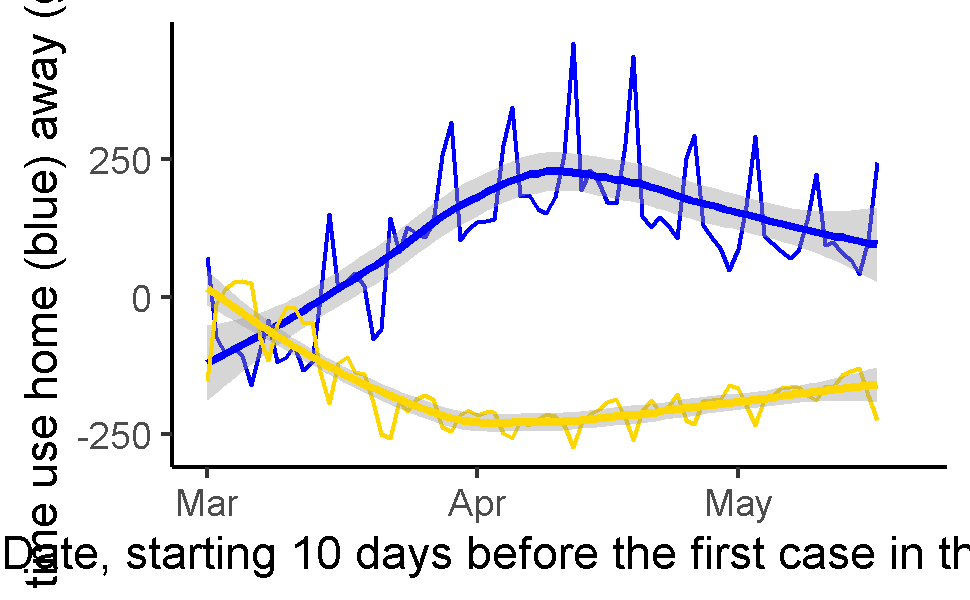 time use home (blue) away (
250
0
-250
Mar Apr May
Date, starting 10 days before the first case in th